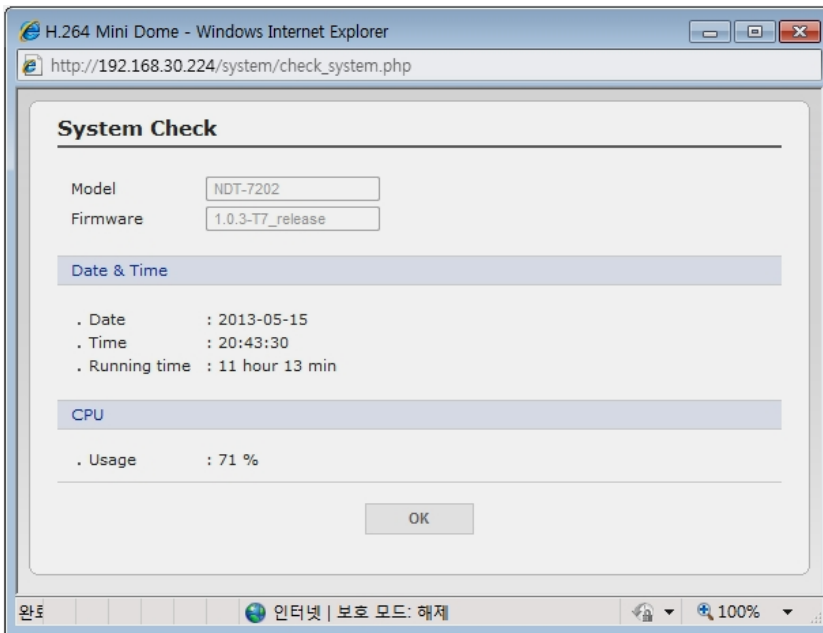 H.264 Mini Dome - Windows Internet Explorer
http://192.168.30.224/system/check_system.php
System Check
Model NDT-7202
Firmware 1.0.3-T7_release
Date & Time
. Date : 2013-05-15
. Time : 20:43:30
. Running time : 11 hour 13 min
CPU
. Usage : 71 %
OK
인터넷 | 보호 모드: 해제 100%